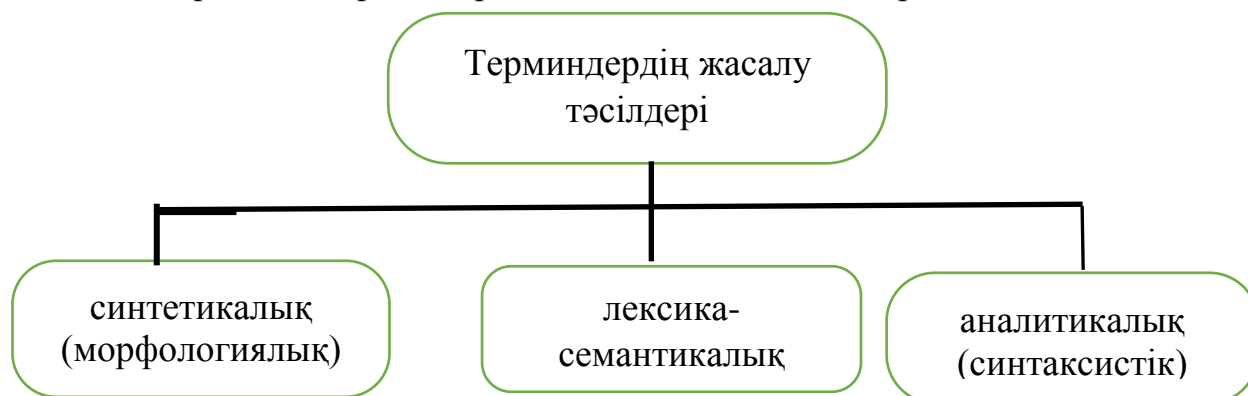 Терминдердің жасалу
тәсілдері
синтетикалық
(морфологиялық)
лексика-
семантикалық
аналитикалық
(синтаксистік)